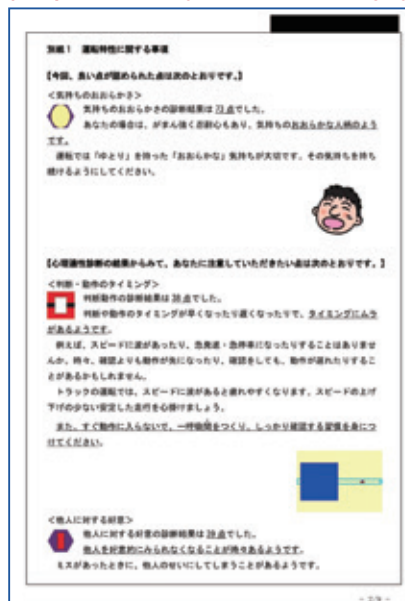 別紙1　運転特性に関する事項
【今回、良い点が認められた点は次のとおりです。】
＜気持ちのおおらかさ＞
気持ちのおおらかさの診断結果は73点でした。
あなたの場合は、がまん強く忍耐心もあり、気持ちのおおらかな人柄のよう
です。
運転では「ゆとり」を持った「おおらかな」気持ちが大切です。その気持ちを持ち
続けるようにしてください。
【心理適性診断の結果からみて、あなたに注意していただきたい点は次のとおりです。】
＜判断・動作のタイミング＞
判断動作の診断結果は38点でした。
判断や動作のタイミングが早くなったり遅くなったりで、タイミングにムラ
があるようです。
例えば、スピードに波があったり、急発進・急停車になったりすることはありませ
んか。時々、確認よりも動作が先になったり、確認をしても、動作が遅れたりするこ
とがあるかもしれません。
トラックの運転では、スピードに波があると疲れやすくなります。スピードの上げ
下げの少ない安定した走行を心掛けましょう。
また、すぐ動作に入らないで、一呼吸間をつくり、しっかり確認する習慣を身につ
けてください。
＜他人に対する好意＞
他人に対する好意の診断結果は39点でした。
他人を好意的にみられなくなることが時々あるようです。
ミスがあったときに、他人のせいにしてしまうことがあるようです。